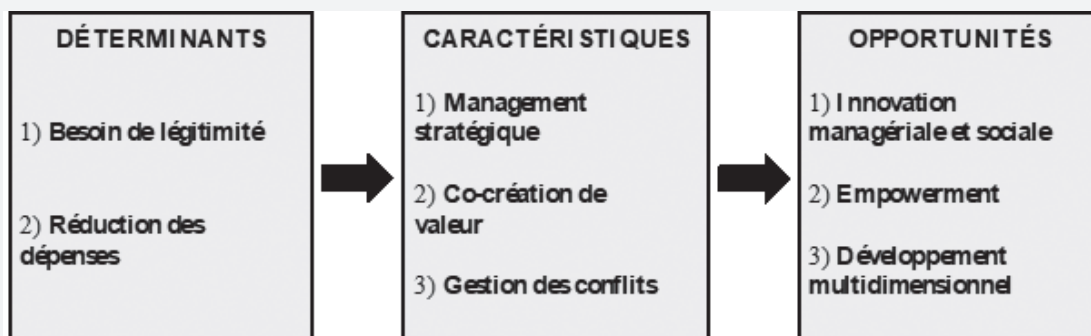 DÉTERMINANTS
1) Besoin de légitimité
2) Réduction des
dépenses
CARACTÉRISTIQUES
1) Management
stratégique
2) Co-création de
valeur
3) Gestion des conflits
OPPORTUNITÉS
1) Innovation
managériale et sociale
2) Empowerment
3) Développement
multidimensionnel